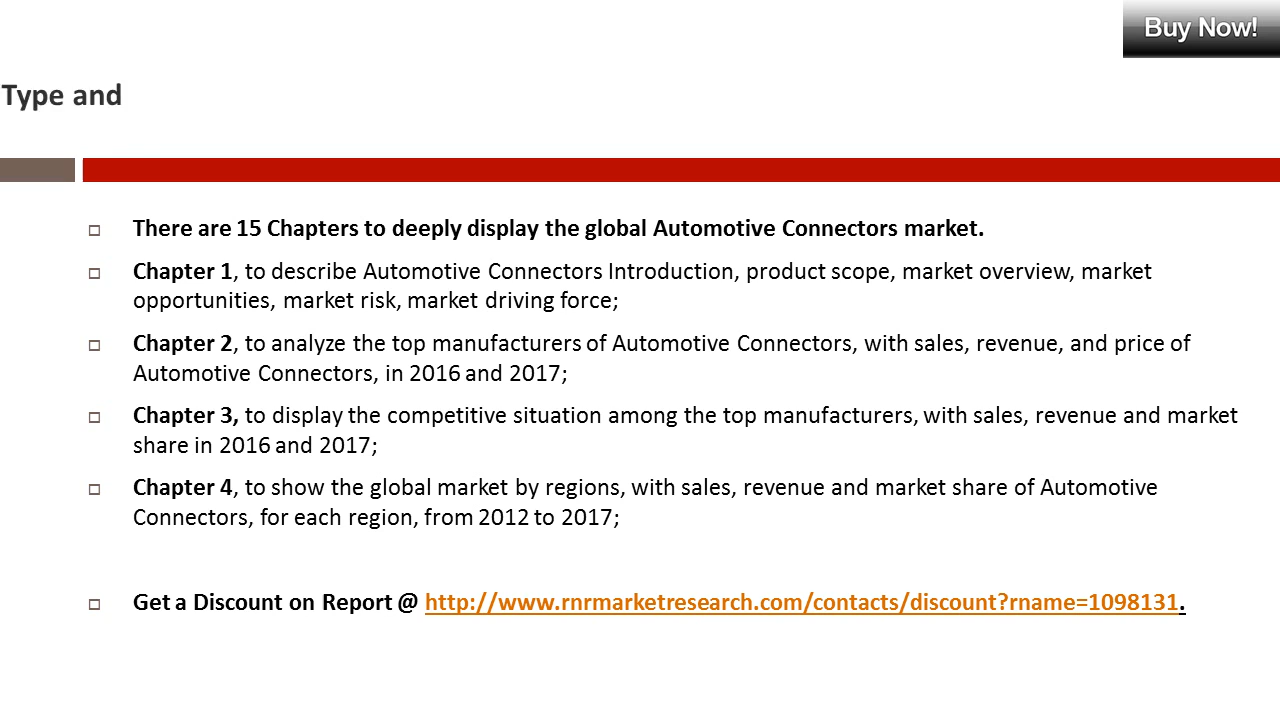 Buy Now!
Type and
There are 15 Chapters to deeply display the global Automotive Connectors market.
Chapter 1, to describe Automotive Connectors Introduction, product scope, market overview, market
opportunities, market risk, market driving force;
Chapter 2, to analyze the top manufacturers of Automotive Connectors, with sales, revenue, and price of
Automotive Connectors, in 2016 and 2017;
Chapter 3, to display the competitive situation among the top manufacturers, with sales, revenue and market
share in 2016 and 2017;
Chapter 4, to show the global market by regions, with sales, revenue and market share of Automotive
Connectors, for each region, from 2012 to 2017;
Get a Discount on Report @ http://www.rnrmarketresearch.com/contacts/discount?rname=1098131.